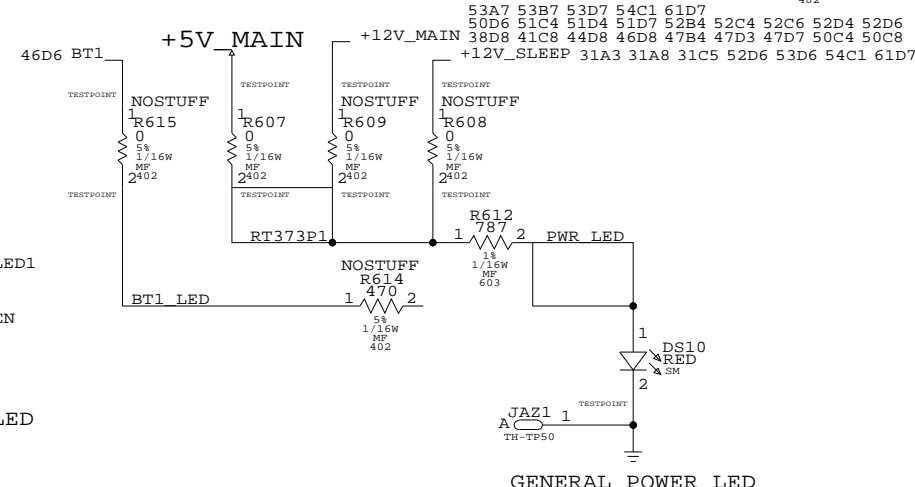 402
53A7 53B7 53D7 54C1 61D7
50D6 51C4 51D4 51D7 52B4 52C4 52C6 52D4 52D6
+5V_MAIN
+12V_MAIN 38D8 41C8 44D8 46D8 47B4 47D3 47D7 50C4 50C8
46D6 BT1
+12V_SLEEP 31A3 31A8 31C5 52D6 53D6 54C1 61D7
TESTPOINT
TESTPOINT
TESTPOINT
TESTPOINT
NOSTUFF
1
R615
0
5%
1/16W
MF
402
2
1
R607
0
5%
1/16W
MF
402
2
NOSTUFF
1
R609
0
5%
1/16W
MF
402
2
NOSTUFF
1
R608
0
5%
1/16W
MF
402
2
TESTPOINT
TESTPOINT
TESTPOINT
TESTPOINT
RT373P1
R612
787
1 2
1%
1/16W
MF
603
PWR_LED
LED1
NOSTUFF
R614
470
BT1_LED
1 2
5%
1/16W
MF
402
EN
1
DS10
RED
SM
2
LED
TESTPOINT
JAZ1
A 1
TH-TP50
GENERAL POWER LED